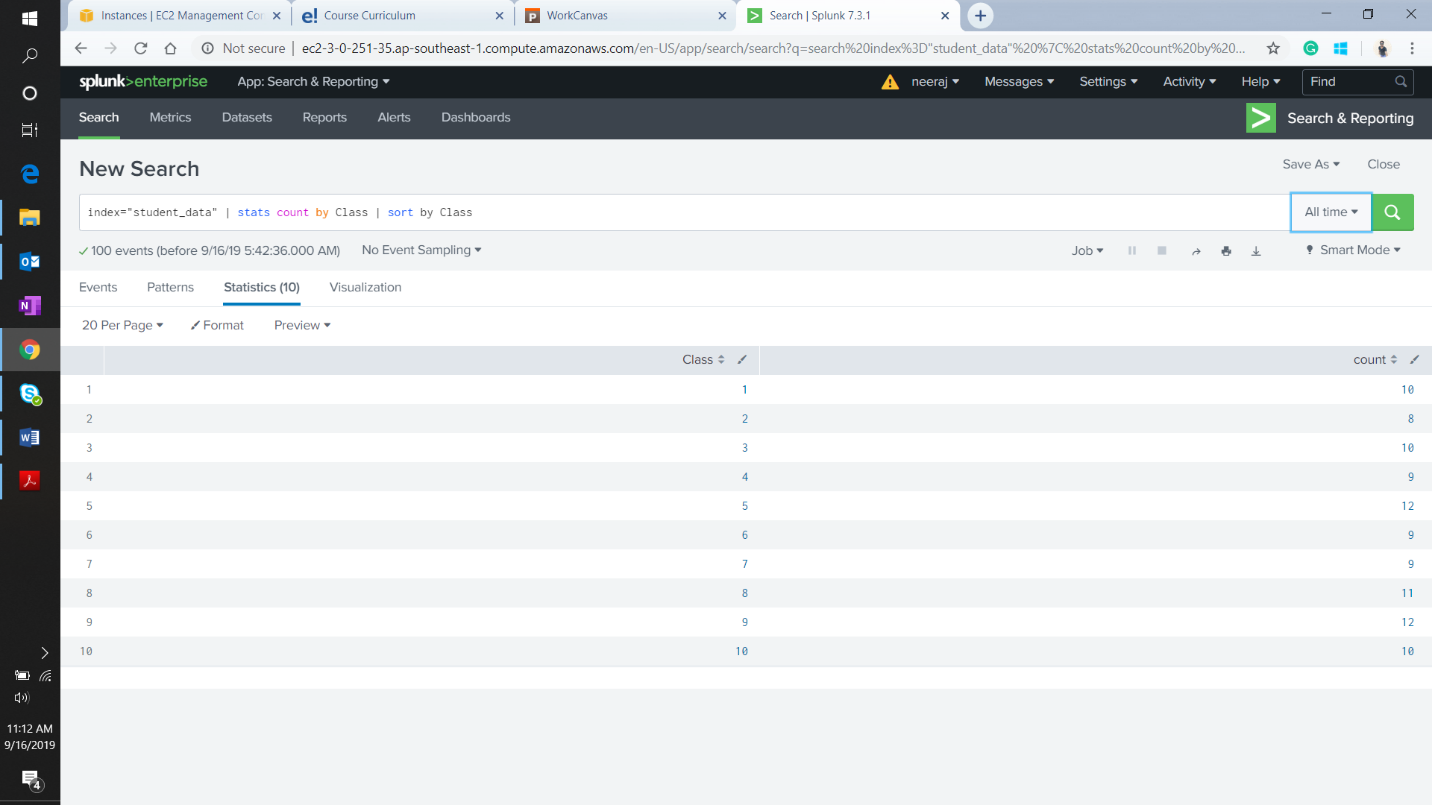 Instances | EC2 Management Con
Course Curriculum
WorkCanvas
Search | Splunk 7.3.1
Not secure | ec2-3-0-251-35.ap-southeast-1.compute.amazonaws.com/en-US/app/search/search?q=search%20index%3D"student_data"%20%7C%20stats%20count%20by%20...
splunk>enterprise App: Search & Reporting neeraj Messages Settings Activity Help Find
Search Metrics Datasets Reports Alerts Dashboards Search & Reporting
New Search Save As Close
index="student_data" | stats count by Class | sort by Class All time
100 events (before 9/16/19 5:42:36.000 AM) No Event Sampling Job Smart Mode
Events Patterns Statistics (10) Visualization
20 Per Page Format Preview
Class count
1 1 10
2 2 8
3 3 10
4 4 9
5 5 12
6 6 9
7 7 9
8 8 11
9 9 12
10 10 10
11:12 AM
9/16/2019
4